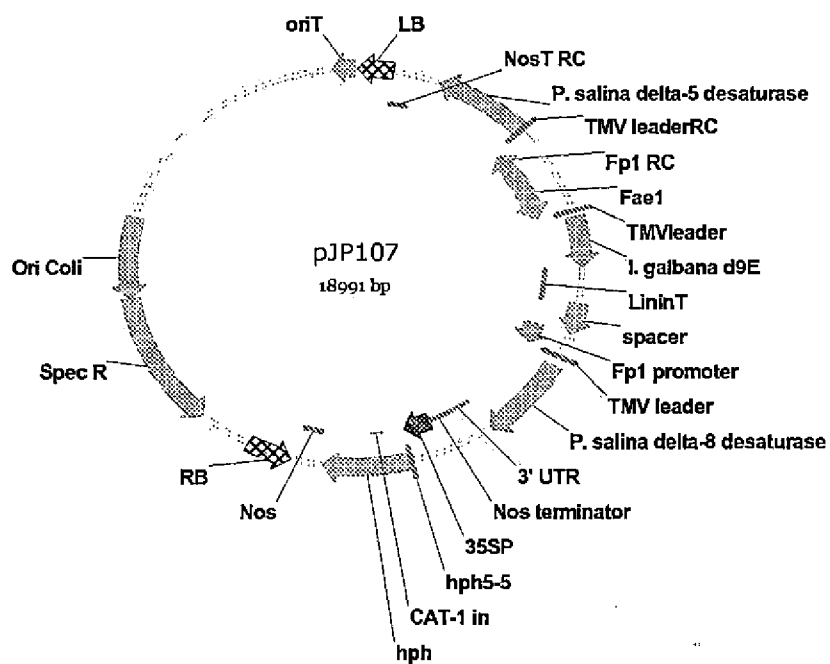 oriT
LB
NosT RC
P. salina delta-5 desaturase
TMV leaderRC
Fp1 RC
Fae1
TMVleader
I. galbana d9E
LininT
spacer
Fp1 promoter
TMV leader
P. salina delta-8 desaturase
3' UTR
Nos terminator
35SP
hph5-5
CAT-1 in
hph
Nos
RB
Spec R
Ori Coli
pJP107
18991 bp